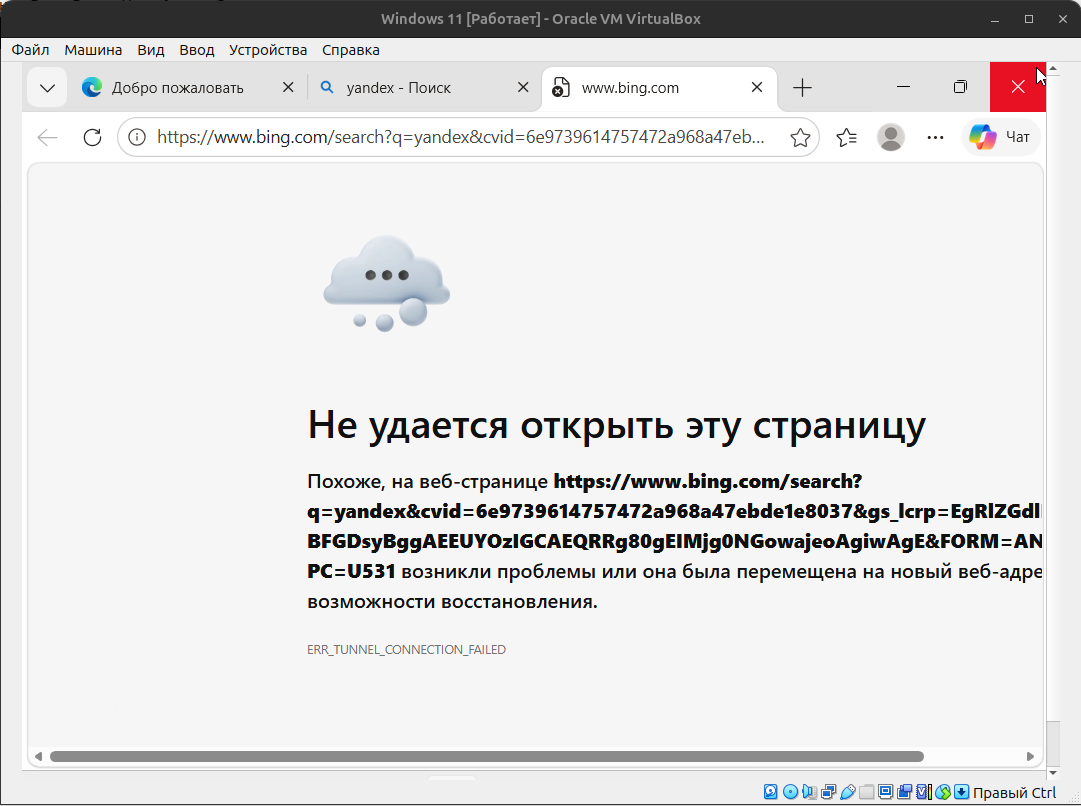 Windows 11 [Работает] - Oracle VM VirtualBox
Файл Машина Вид Ввод Устройства Справка
Добро пожаловать
yandex - Поиск
www.bing.com
https://www.bing.com/search?q=yandex&cvid=6e9739614757472a968a47eb...
Чат
Не удается открыть эту страницу
Похоже, на веб-странице https://www.bing.com/search?
q=yandex&cvid=6e9739614757472a968a47ebde1e8037&gs_lcrp=EgRlZGdl
BFGDsyBggAEEUYOzIGCAEQRRg80gEIMjg0NGowajeoAgiwAgE&FORM=AN
PC=U531 возникли проблемы или она была перемещена на новый веб-адре
возможности восстановления.
ERR_TUNNEL_CONNECTION_FAILED
Правый Ctrl